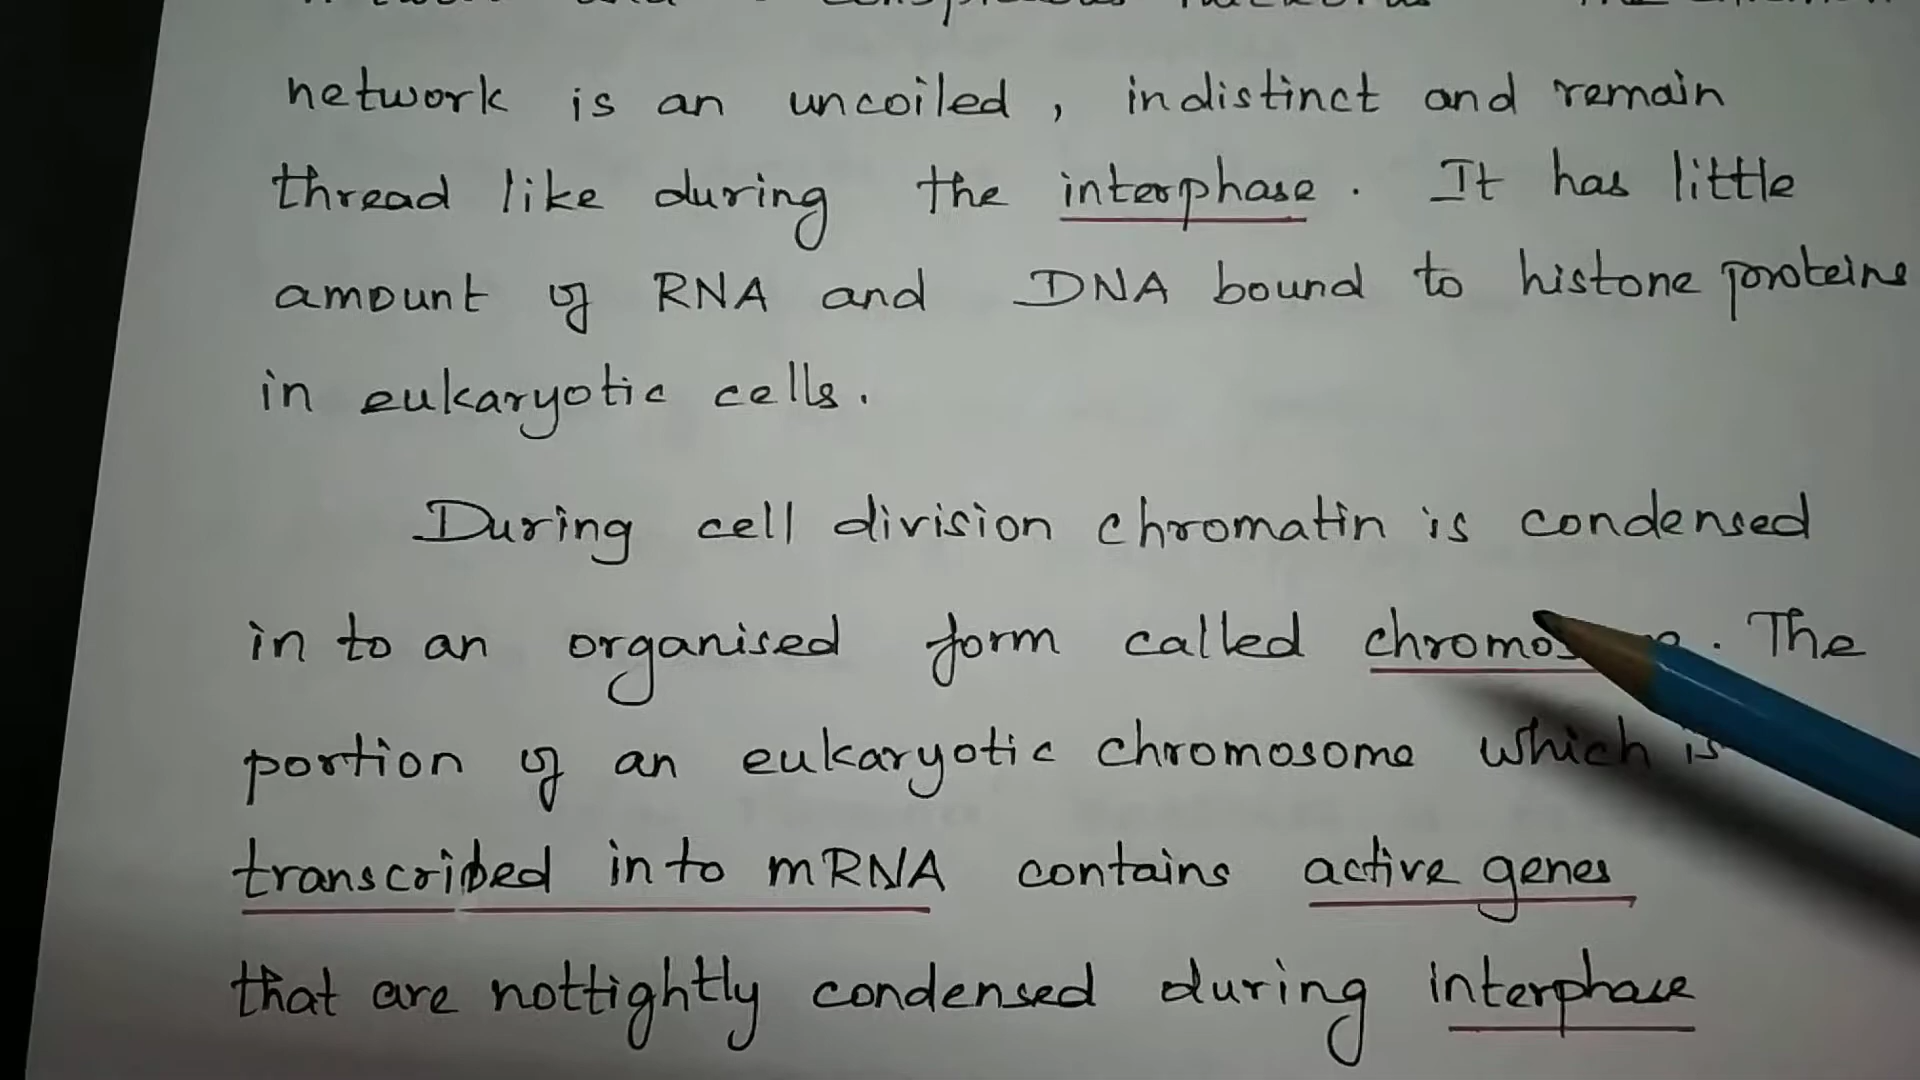 network is an uncoiled, indistinct and remain
thread like during the interphase. It has little
amount of RNA and DNA bound to histone proteins
in eukaryotic cells.
During cell division chromatin is condensed
in to an organised form called . The
portion of an eukaryotic chromosome which is
transcribed in to mRNA contains active genes
that are nottightly condensed during interphase